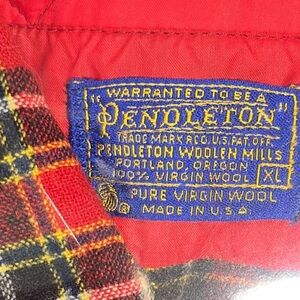 "WARRANTED TO BE A
PENDLETON"
TRADE MARK REG. U.S. PAT. OFF.
PENDLETON WOOLEN MILLS
PORTLAND, OREGON
100% VIRGIN WOOL XL
PURE VIRGIN WOOL
® MADE IN U.S.A